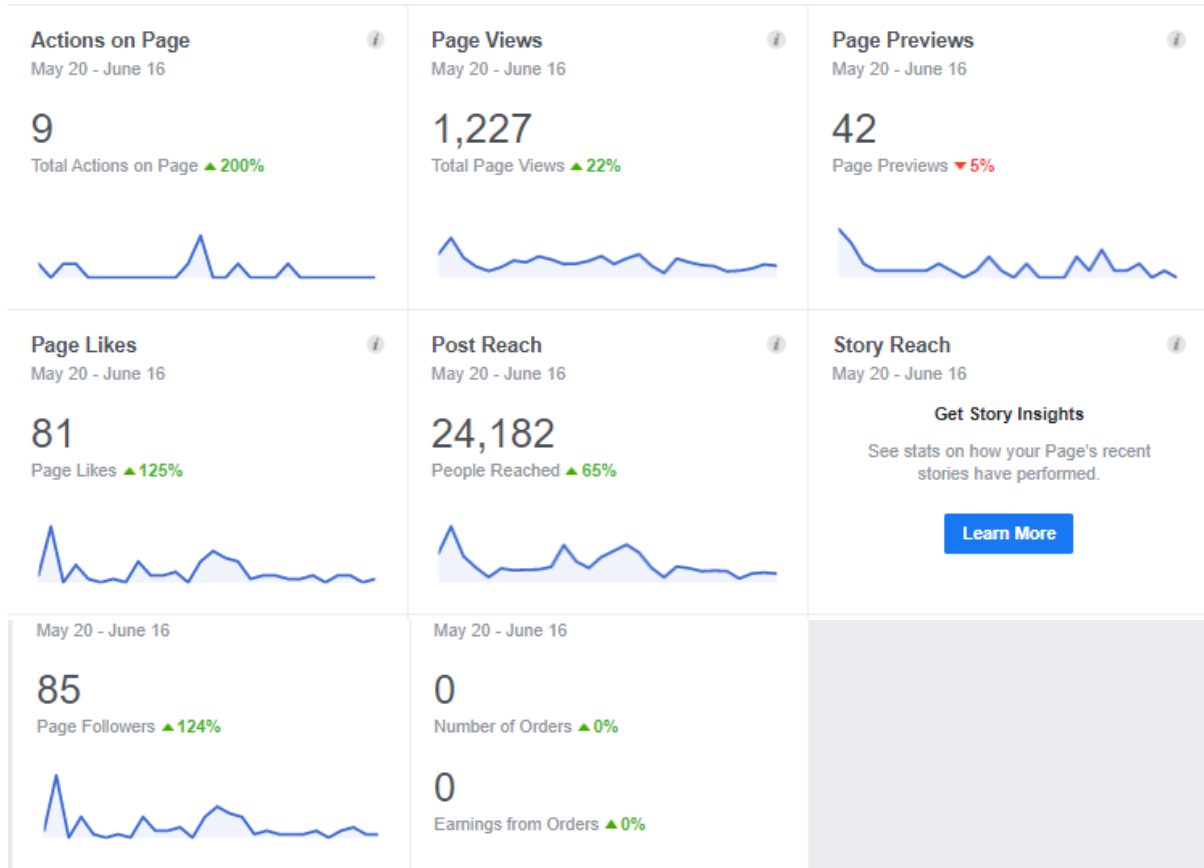 Actions on Page
May 20 - June 16
9
Total Actions on Page ▲ 200%
Page Views
May 20 - June 16
1,227
Total Page Views ▲ 22%
Page Previews
May 20 - June 16
42
Page Previews ▼ 5%
Page Likes
May 20 - June 16
81
Page Likes ▲ 125%
Post Reach
May 20 - June 16
24,182
People Reached ▲ 65%
Story Reach
May 20 - June 16
Get Story Insights
See stats on how your Page's recent
stories have performed.
Learn More
May 20 - June 16
85
Page Followers ▲ 124%
May 20 - June 16
0
Number of Orders ▲ 0%
0
Earnings from Orders ▲ 0%